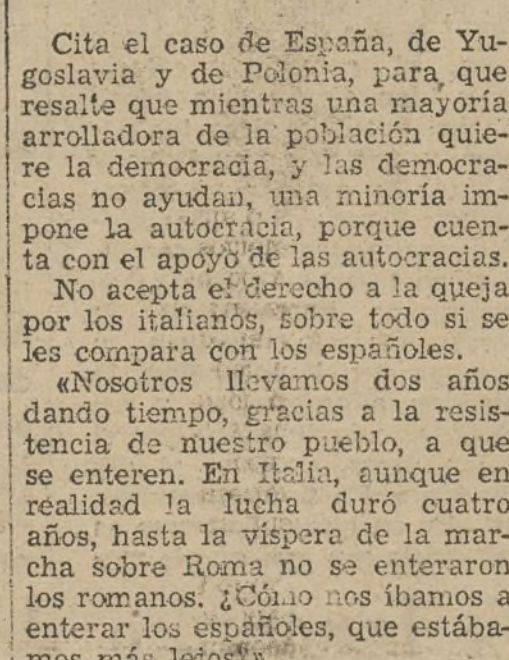 Cita el caso de España, de Yu-
goslavia y de Polonia, para que
resalte que mientras una mayoría
arrolladora de la población quie-
re la democracia, y las democra-
cias no ayudan, una minoría im-
pone la autocracia, porque cuen-
ta con el apoyo de las autocracias.
No acepta el derecho a la queja
por los italianos, sobre todo si se
les compara con los españoles.
«Nosotros llevamos dos años
dando tiempo, gracias a la resis-
tencia de nuestro pueblo, a que
se enteren. En Italia, aunque en
realidad la lucha duró cuatro
años, hasta la víspera de la mar-
cha sobre Roma no se enteraron
los romanos. ¿Cómo nos íbamos a
enterar los españoles, que estába-
mos más lejos?»